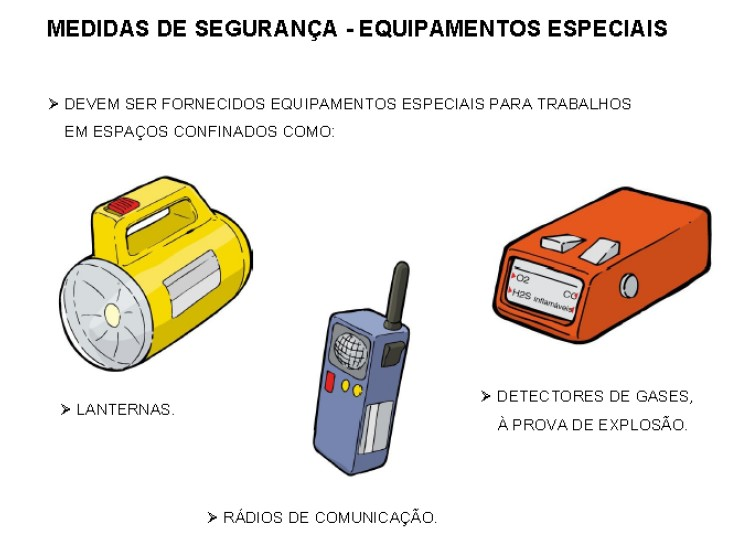 MEDIDAS DE SEGURANÇA - EQUIPAMENTOS ESPECIAIS
➢ DEVEM SER FORNECIDOS EQUIPAMENTOS ESPECIAIS PARA TRABALHOS
EM ESPAÇOS CONFINADOS COMO:
O2 CO
H2S Inflamáveis
➢ DETECTORES DE GASES,
À PROVA DE EXPLOSÃO.
➢ LANTERNAS.
➢ RÁDIOS DE COMUNICAÇÃO.